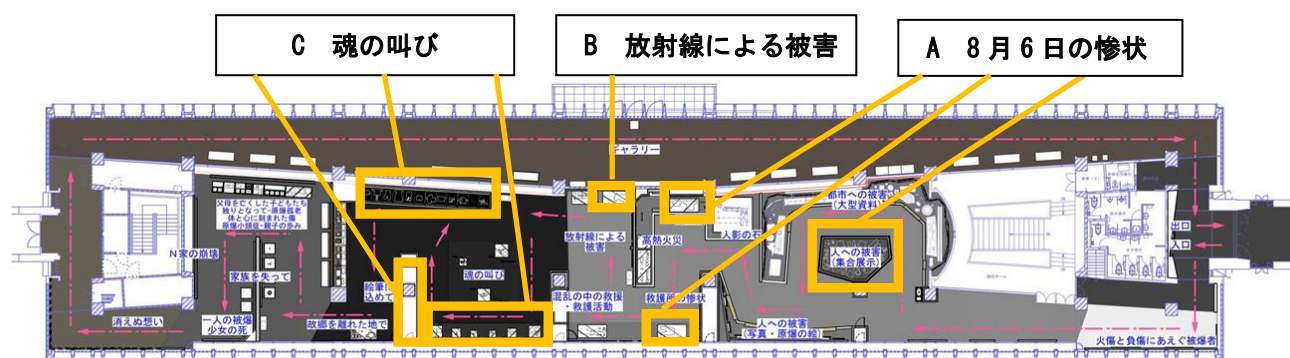 C 魂の叫び
B 放射線による被害
A 8月6日の惨状
ギャラリー
父母を亡くした子どもたち
独りとなって-原爆孤老
体と心に刻まれた傷
原爆小頭症-親子の歩み
N家の崩壊
家族を失って
一人の被爆
少女の死
消えぬ想い
絵筆に
込めて
故郷を離れた地で
魂の叫び
放射線による
被害
混乱の中の救援
・救護活動
高熱火災
救護所の惨状
人影の石
都市への被害
(大型資料)
人への被害
(集合展示)
人への被害
(写真・原爆の絵)
出口
入口
火傷と負傷にあえぐ被爆者